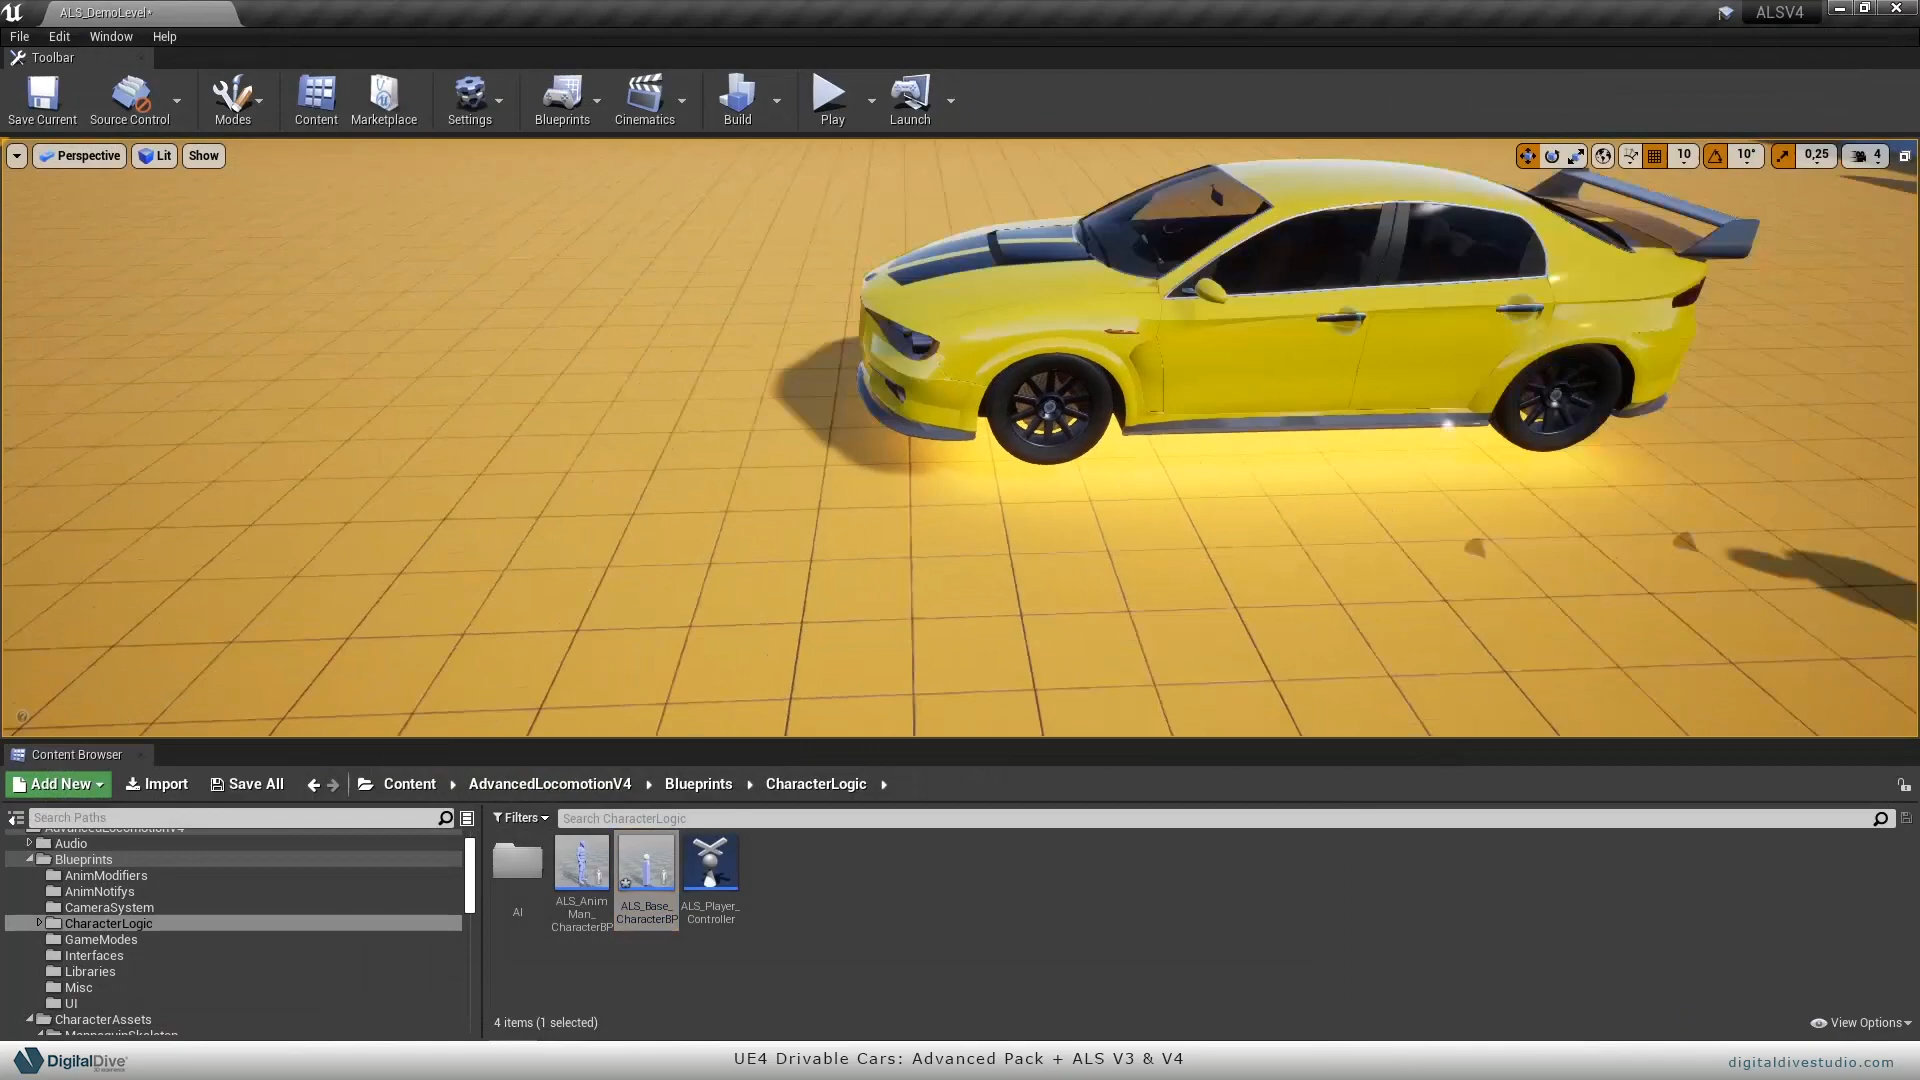 ALS_DemoLevel*
ALSV4
File Edit Window Help
Toolbar
Save Current Source Control Modes Content Marketplace Settings Blueprints Cinematics Build Play Launch
Perspective Lit Show
10 10° 0,25 4
Content Browser
Add New Import Save All Content AdvancedLocomotionV4 Blueprints CharacterLogic
Search Paths
Filters
Search CharacterLogic
AdvancedLocomotionV4
Audio
Blueprints
AnimModifiers
AnimNotifys
CameraSystem
CharacterLogic
GameModes
Interfaces
Libraries
Misc
UI
CharacterAssets
MannequinSkeleton
AI
ALS_Anim
Man_
CharacterBP
ALS_Base_
CharacterBP
ALS_Player_
Controller
4 items (1 selected)
View Options
DigitalDive
UE4 Drivable Cars: Advanced Pack + ALS V3 & V4
digitaldivestudio.com